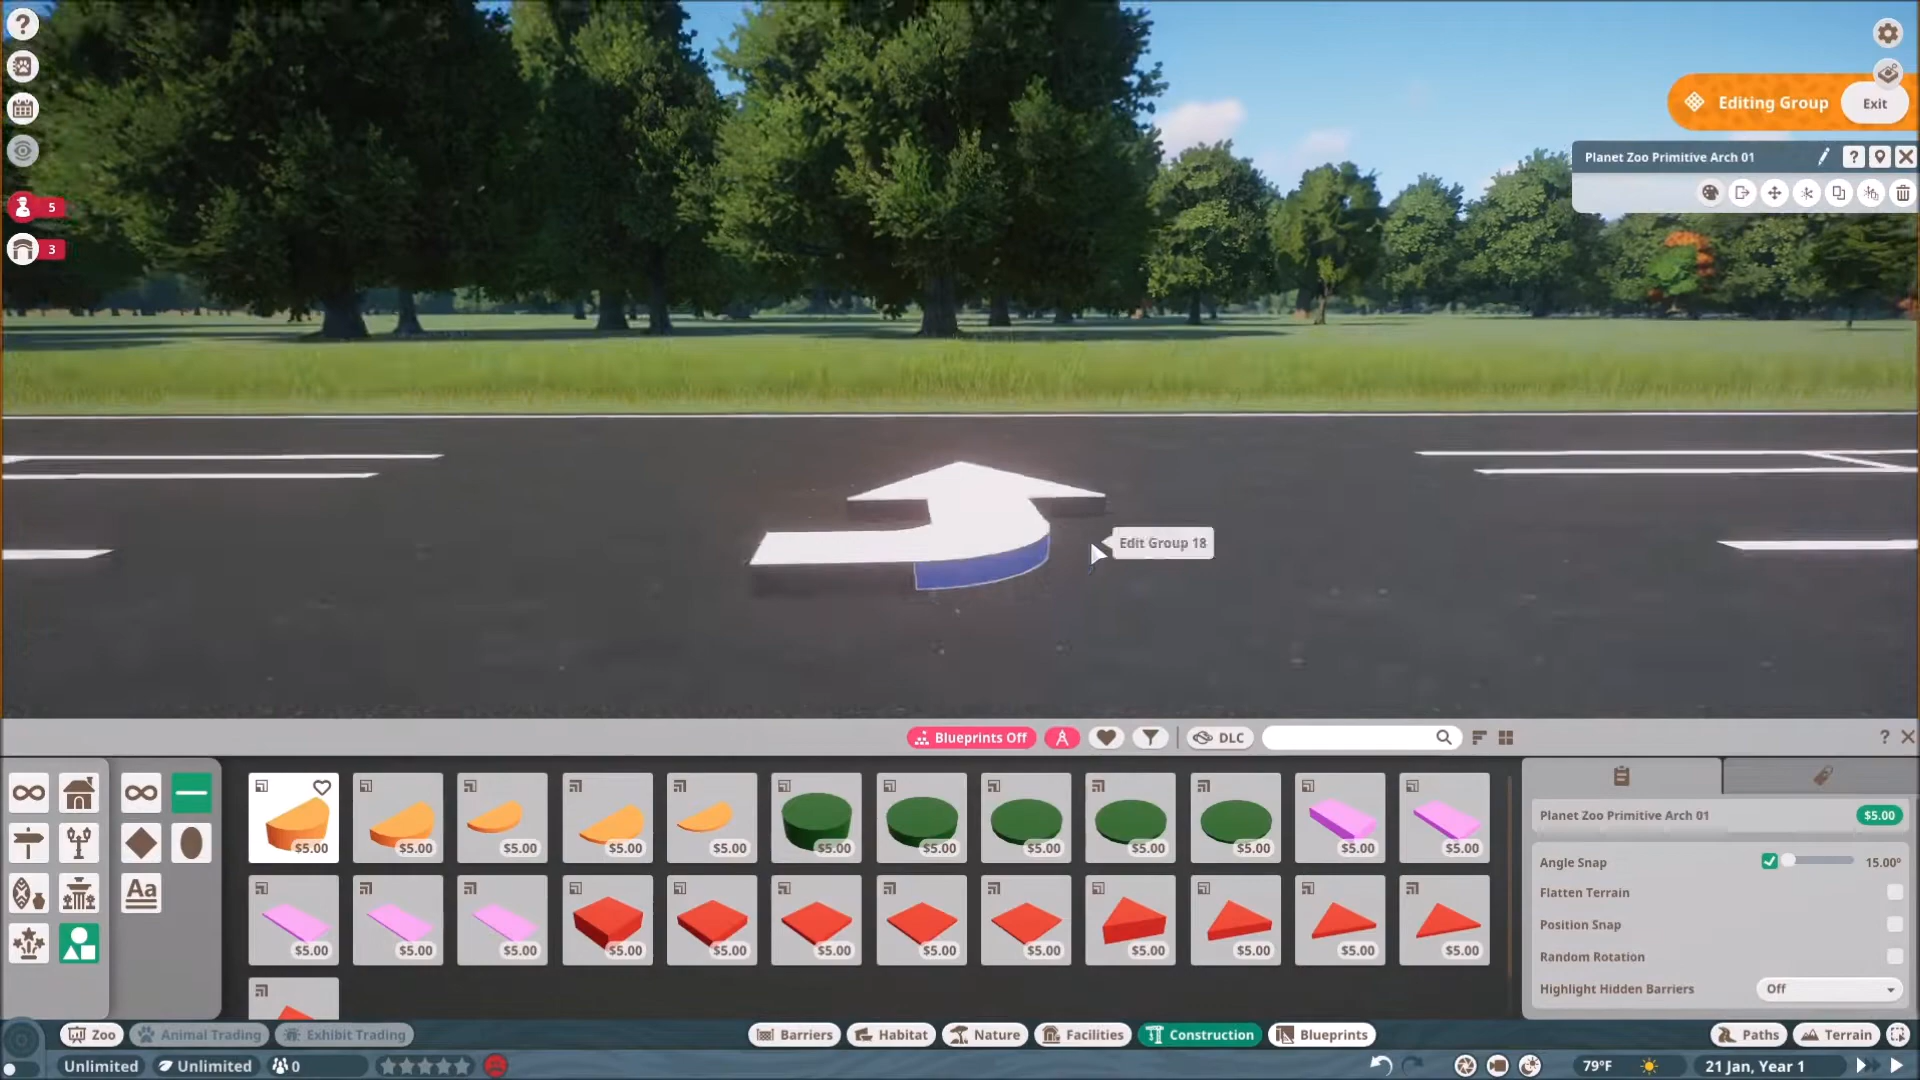 ?
5
3
Editing Group
Exit
Planet Zoo Primitive Arch 01
?
Edit Group 18
Blueprints Off
DLC
?
Aa
$5.00 $5.00 $5.00 $5.00 $5.00 $5.00 $5.00 $5.00 $5.00 $5.00 $5.00 $5.00
$5.00 $5.00 $5.00 $5.00 $5.00 $5.00 $5.00 $5.00 $5.00 $5.00 $5.00 $5.00
Planet Zoo Primitive Arch 01
$5.00
Angle Snap
15.00°
Flatten Terrain
Position Snap
Random Rotation
Highlight Hidden Barriers
Off
Zoo
Animal Trading
Exhibit Trading
Barriers
Habitat
Nature
Facilities
Construction
Blueprints
Paths
Terrain
Unlimited
Unlimited
0
79°F
21 Jan, Year 1